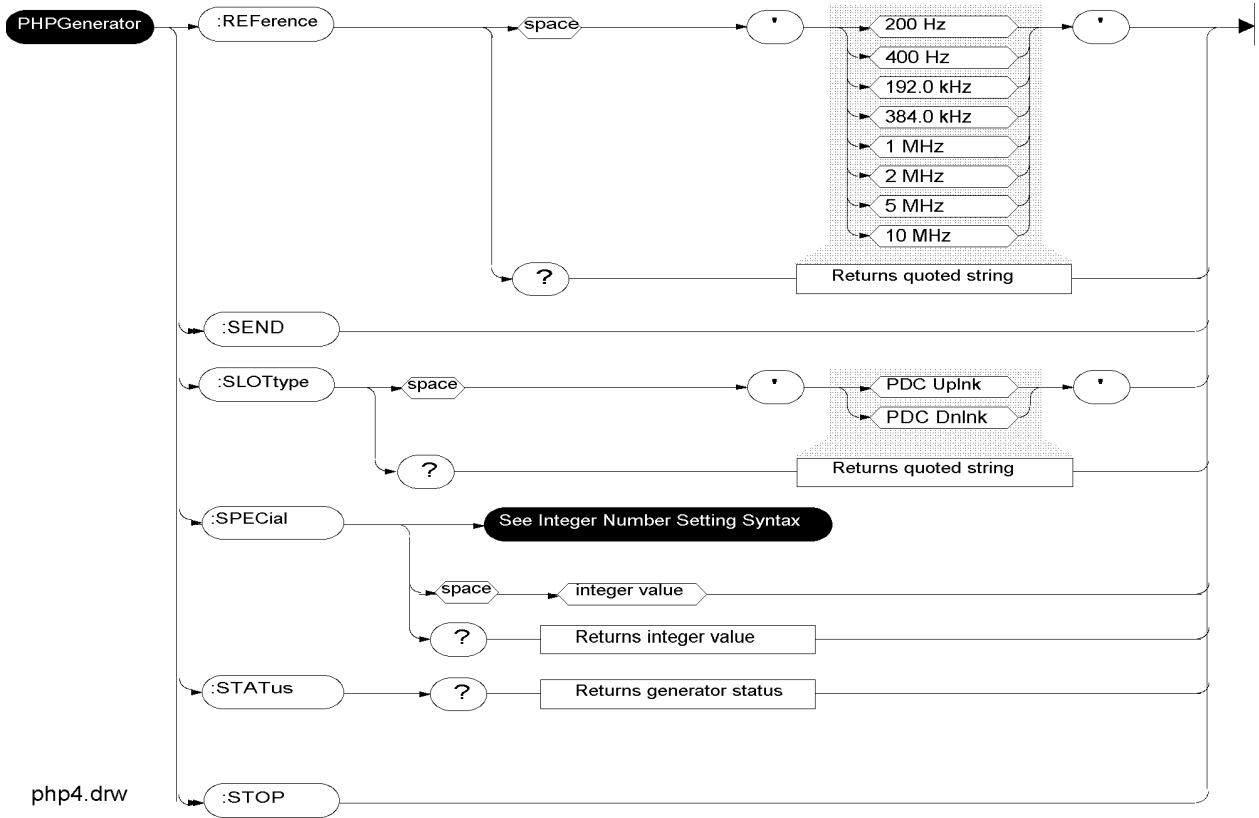 PHPGenerator
:REFerence
space
'
200 Hz
400 Hz
192.0 kHz
384.0 kHz
1 MHz
2 MHz
5 MHz
10 MHz
'
?
Returns quoted string
:SEND
:SLOTtype
space
'
PDC Uplnk
PDC Dnlnk
'
?
Returns quoted string
:SPECial
See Integer Number Setting Syntax
space
integer value
?
Returns integer value
:STATus
?
Returns generator status
:STOP
php4.drw